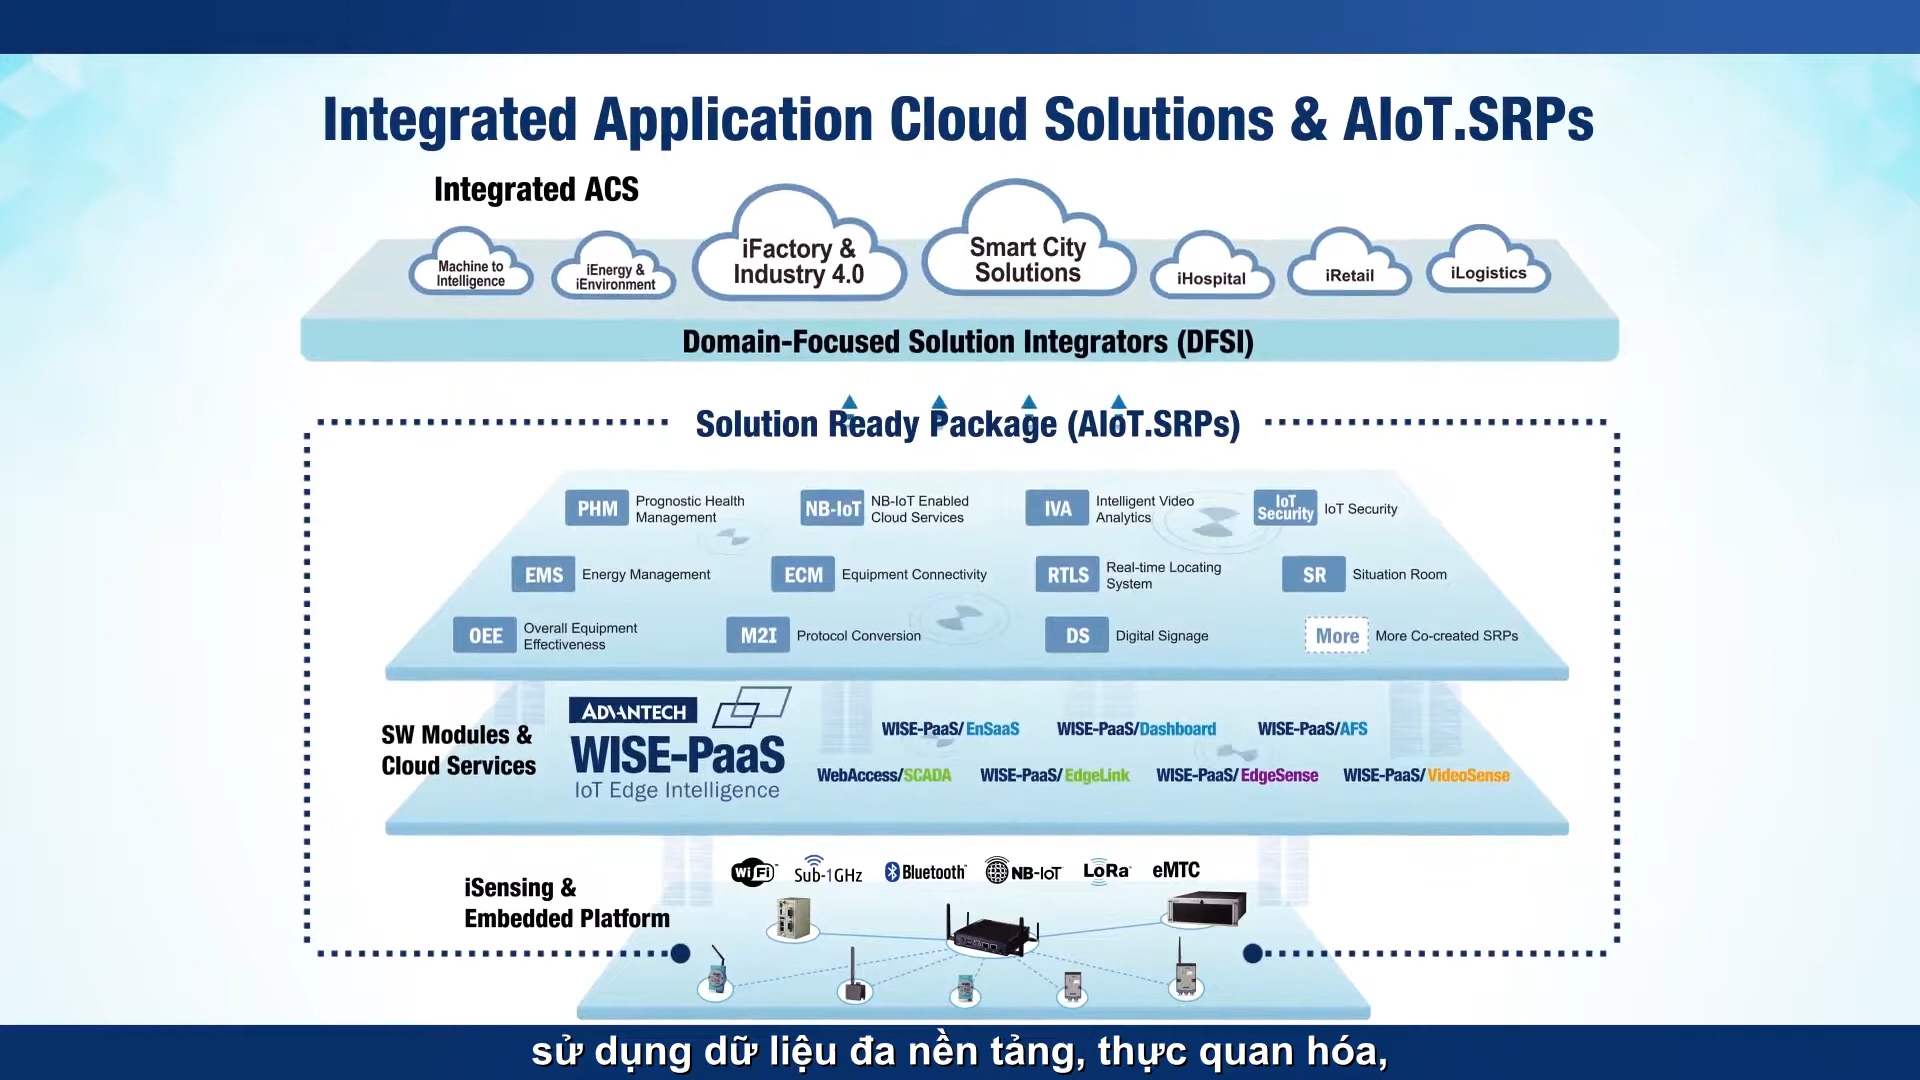 Integrated Application Cloud Solutions & AIoT.SRPs
Integrated ACS
Machine to
Intelligence
iEnergy &
iEnvironment
iFactory &
Industry 4.0
Smart City
Solutions
iHospital
iRetail
iLogistics
Domain-Focused Solution Integrators (DFSI)
Solution Ready Package (AIoT.SRPs)
PHM
Prognostic Health
Management
NB-IoT
NB-IoT Enabled
Cloud Services
IVA
Intelligent Video
Analytics
IoT
Security
IoT Security
EMS
Energy Management
ECM
Equipment Connectivity
RTLS
Real-time Locating
System
SR
Situation Room
OEE
Overall Equipment
Effectiveness
M2I
Protocol Conversion
DS
Digital Signage
More
More Co-created SRPs
SW Modules &
Cloud Services
ADVANTECH
WISE-PaaS
IoT Edge Intelligence
WISE-PaaS/EnSaaS
WISE-PaaS/Dashboard
WISE-PaaS/AFS
WebAccess/SCADA
WISE-PaaS/EdgeLink
WISE-PaaS/EdgeSense
WISE-PaaS/VideoSense
iSensing &
Embedded Platform
WiFi
Sub-1GHz
Bluetooth
NB-IoT
LoRa
eMTC
sử dụng dữ liệu đa nền tảng, thực quan hóa,